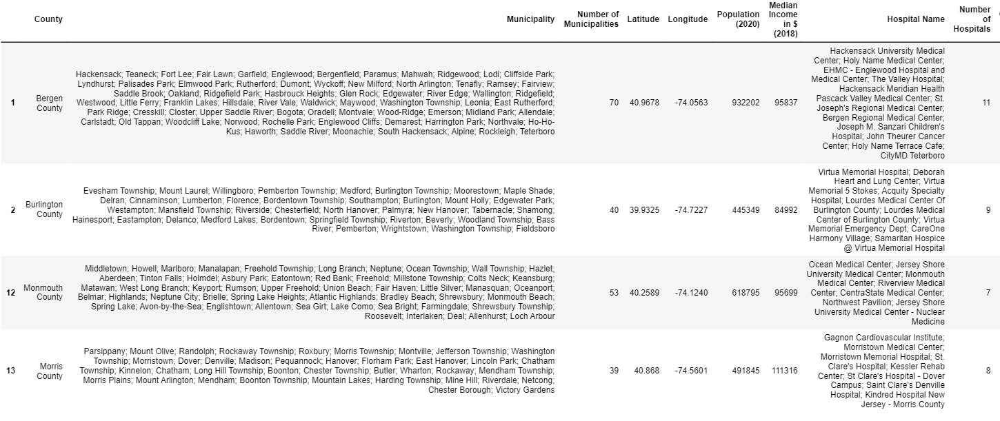 County Municipality Number of Municipalities Latitude Longitude Population (2020) Median Income in $ (2018) Hospital Name Number of Hospitals
1 Bergen County
Hackensack; Teaneck; Fort Lee; Fair Lawn; Garfield; Englewood; Bergenfield; Paramus; Mahwah; Ridgewood; Lodi; Cliffside Park;
Lyndhurst; Palisades Park; Elmwood Park; Rutherford; Dumont; Wyckoff; New Milford; North Arlington; Tenafly; Ramsey; Fairview;
Saddle Brook; Oakland; Ridgefield Park; Hasbrouck Heights; Glen Rock; Edgewater; River Edge; Wallington; Ridgefield;
Westwood; Little Ferry; Franklin Lakes; Hillsdale; River Vale; Waldwick; Maywood; Washington Township; Leonia; East Rutherford;
Park Ridge; Cresskill; Closter; Upper Saddle River; Bogota; Oradell; Montvale; Wood-Ridge; Emerson; Midland Park; Allendale;
Carlstadt; Old Tappan; Woodcliff Lake; Norwood; Rochelle Park; Englewood Cliffs; Demarest; Harrington Park; Northvale; Ho-Ho-
Kus; Haworth; Saddle River; Moonachie; South Hackensack; Alpine; Rockleigh; Teterboro
70 40.9678 -74.0563 932202 95837
Hackensack University Medical
Center; Holy Name Medical Center;
EHMC - Englewood Hospital and
Medical Center; The Valley Hospital;
Hackensack Meridian Health
Pascack Valley Medical Center; St.
Joseph's Regional Medical Center;
Bergen Regional Medical Center;
Joseph M. Sanzari Children's
Hospital; John Theurer Cancer
Center; Holy Name Terrace Cafe;
CityMD Teterboro
11
2 Burlington County
Evesham Township; Mount Laurel; Willingboro; Pemberton Township; Medford; Burlington Township; Moorestown; Maple Shade;
Delran; Cinnaminson; Lumberton; Florence; Bordentown Township; Southampton; Burlington; Mount Holly; Edgewater Park;
Westampton; Mansfield Township; Riverside; Chesterfield; North Hanover; Palmyra; New Hanover; Tabernacle; Shamong;
Hainesport; Eastampton; Delanco; Medford Lakes; Bordentown; Springfield Township; Riverton; Beverly; Woodland Township; Bass
River; Pemberton; Wrightstown; Washington Township; Fieldsboro
40 39.9325 -74.7227 445349 84992
Virtua Memorial Hospital; Deborah
Heart and Lung Center; Virtua
Memorial 5 Stokes; Acquity Specialty
Hospital; Lourdes Medical Center Of
Burlington County; Lourdes Medical
Center of Burlington County; Virtua
Memorial Emergency Dept; CareOne
Harmony Village; Samaritan Hospice
@ Virtua Memorial Hospital
9
12 Monmouth County
Middletown; Howell; Marlboro; Manalapan; Freehold Township; Long Branch; Neptune; Ocean Township; Wall Township; Hazlet;
Aberdeen; Tinton Falls; Holmdel; Asbury Park; Eatontown; Red Bank; Freehold; Millstone Township; Colts Neck; Keansburg;
Matawan; West Long Branch; Keyport; Rumson; Upper Freehold; Union Beach; Fair Haven; Little Silver; Manasquan; Oceanport;
Belmar; Highlands; Neptune City; Brielle; Spring Lake Heights; Atlantic Highlands; Bradley Beach; Shrewsbury; Monmouth Beach;
Spring Lake; Avon-by-the-Sea; Englishtown; Allentown; Sea Girt; Lake Como; Sea Bright; Farmingdale; Shrewsbury Township;
Roosevelt; Interlaken; Deal; Allenhurst; Loch Arbour
53 40.2589 -74.1240 618795 95699
Ocean Medical Center; Jersey Shore
University Medical Center; Monmouth
Medical Center; Riverview Medical
Center; CentraState Medical Center;
Northwest Pavilion; Jersey Shore
University Medical Center - Nuclear
Medicine
7
13 Morris County
Parsippany; Mount Olive; Randolph; Rockaway Township; Roxbury; Morris Township; Montville; Jefferson Township; Washington
Township; Morristown; Dover; Denville; Madison; Pequannock; Hanover; Florham Park; East Hanover; Lincoln Park; Chatham
Township; Kinnelon; Chatham; Long Hill Township; Boonton; Chester Township; Butler; Wharton; Rockaway; Mendham Township;
Morris Plains; Mount Arlington; Mendham; Boonton Township; Mountain Lakes; Harding Township; Mine Hill; Riverdale; Netcong;
Chester Borough; Victory Gardens
39 40.868 -74.5601 491845 111316
Gagnon Cardiovascular Institute;
Morristown Medical Center;
Morristown Memorial Hospital; St.
Clare's Hospital; Kessler Rehab
Center; St Clare's Hospital - Dover
Campus; Saint Clare's Denville
Hospital; Kindred Hospital New
Jersey - Morris County
8